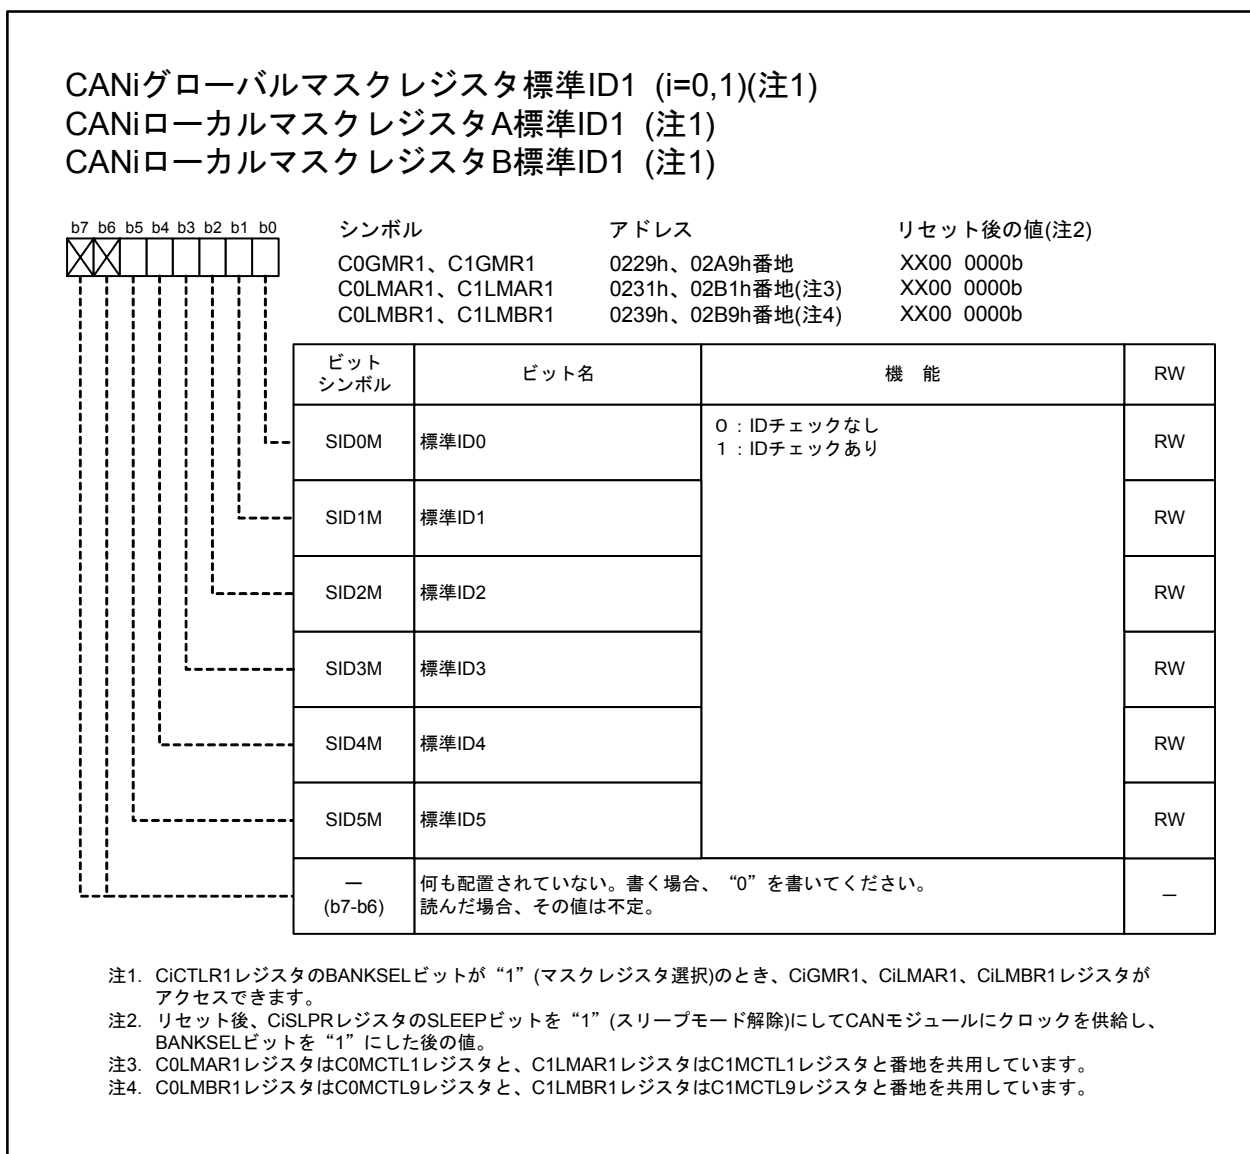 CANiグローバルマスクレジスタ標準ID1 (i=0,1)(注1)
CANiローカルマスクレジスタA標準ID1 (注1)
CANiローカルマスクレジスタB標準ID1 (注1)
b7 b6 b5 b4 b3 b2 b1 b0
シンボル アドレス リセット後の値(注2)
C0GMR1、C1GMR1 0229h、02A9h番地 XX00 0000b
C0LMAR1、C1LMAR1 0231h、02B1h番地(注3) XX00 0000b
C0LMBR1、C1LMBR1 0239h、02B9h番地(注4) XX00 0000b
ビット
シンボル
ビット名 機 能 RW
SID0M 標準ID0 0：IDチェックなし
1：IDチェックあり
RW
SID1M 標準ID1 RW
SID2M 標準ID2 RW
SID3M 標準ID3 RW
SID4M 標準ID4 RW
SID5M 標準ID5 RW
―
(b7-b6)
何も配置されていない。書く場合、“0”を書いてください。
読んだ場合、その値は不定。
―
注1. CiCTLR1レジスタのBANKSELビットが“1”(マスクレジスタ選択)のとき、CiGMR1、CiLMAR1、CiLMBR1レジスタが
アクセスできます。
注2. リセット後、CiSLPRレジスタのSLEEPビットを“1”(スリープモード解除)にしてCANモジュールにクロックを供給し、
BANKSELビットを“1”にした後の値。
注3. C0LMAR1レジスタはC0MCTL1レジスタと、C1LMAR1レジスタはC1MCTL1レジスタと番地を共用しています。
注4. C0LMBR1レジスタはC0MCTL9レジスタと、C1LMBR1レジスタはC1MCTL9レジスタと番地を共用しています。